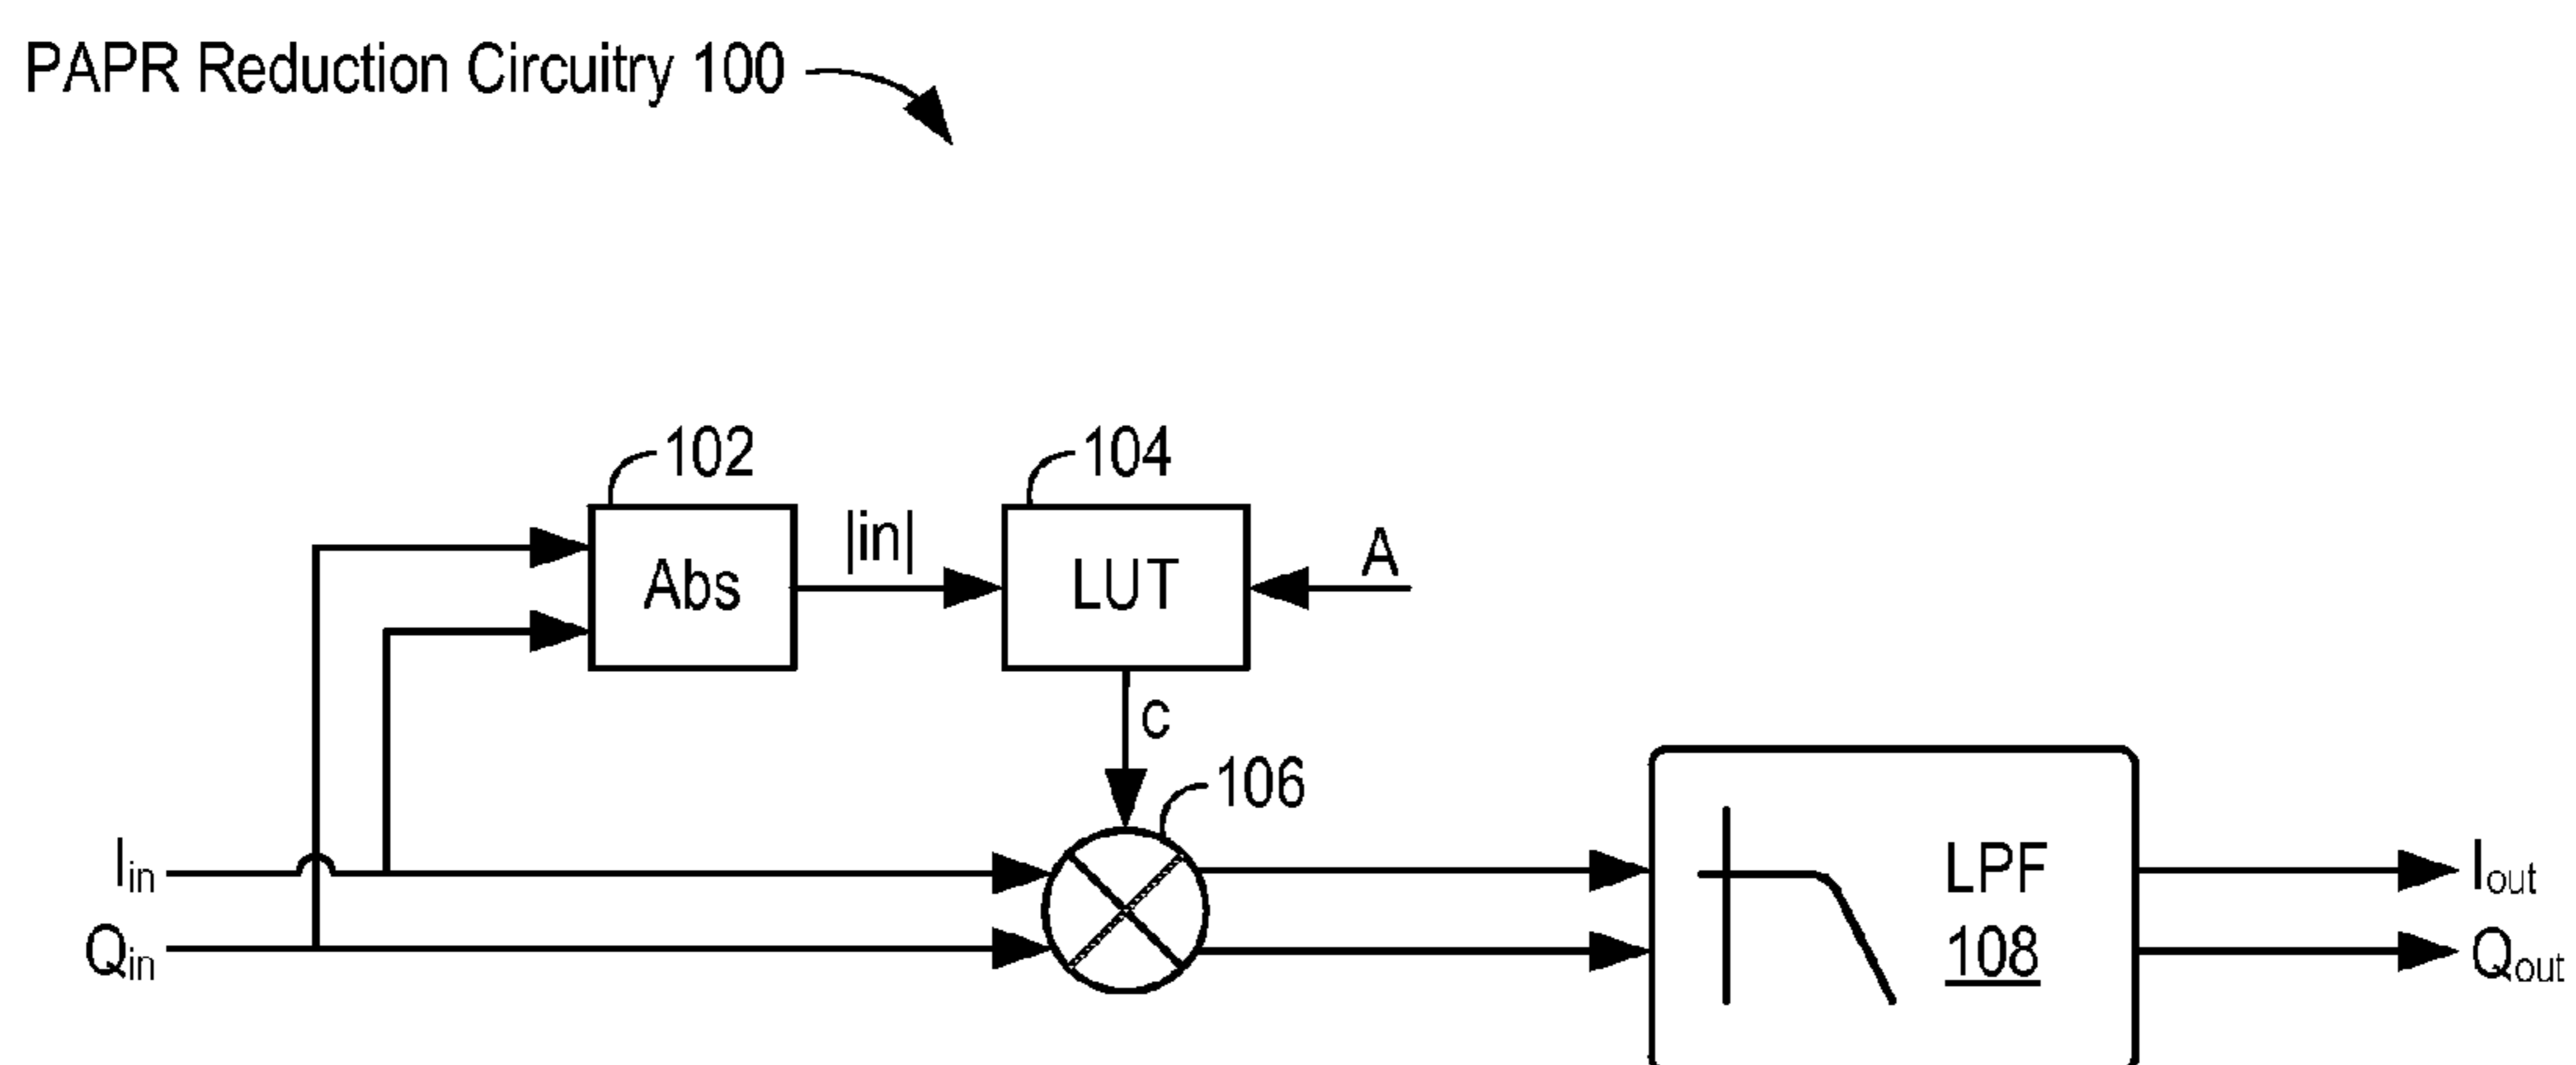 PAPR Reduction Circuitry 100
102
104
Abs
|in|
LUT
A
c
106
Iin
Qin
LPF
108
Iout
Qout